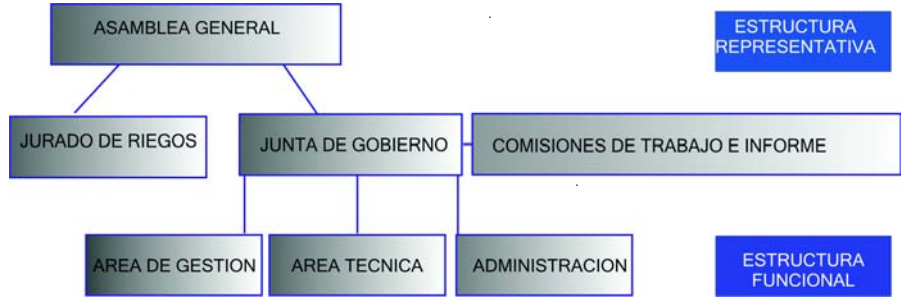 ASAMBLEA GENERAL
ESTRUCTURA
REPRESENTATIVA
JURADO DE RIEGOS
JUNTA DE GOBIERNO
COMISIONES DE TRABAJO E INFORME
AREA DE GESTION
AREA TECNICA
ADMINISTRACION
ESTRUCTURA
FUNCIONAL